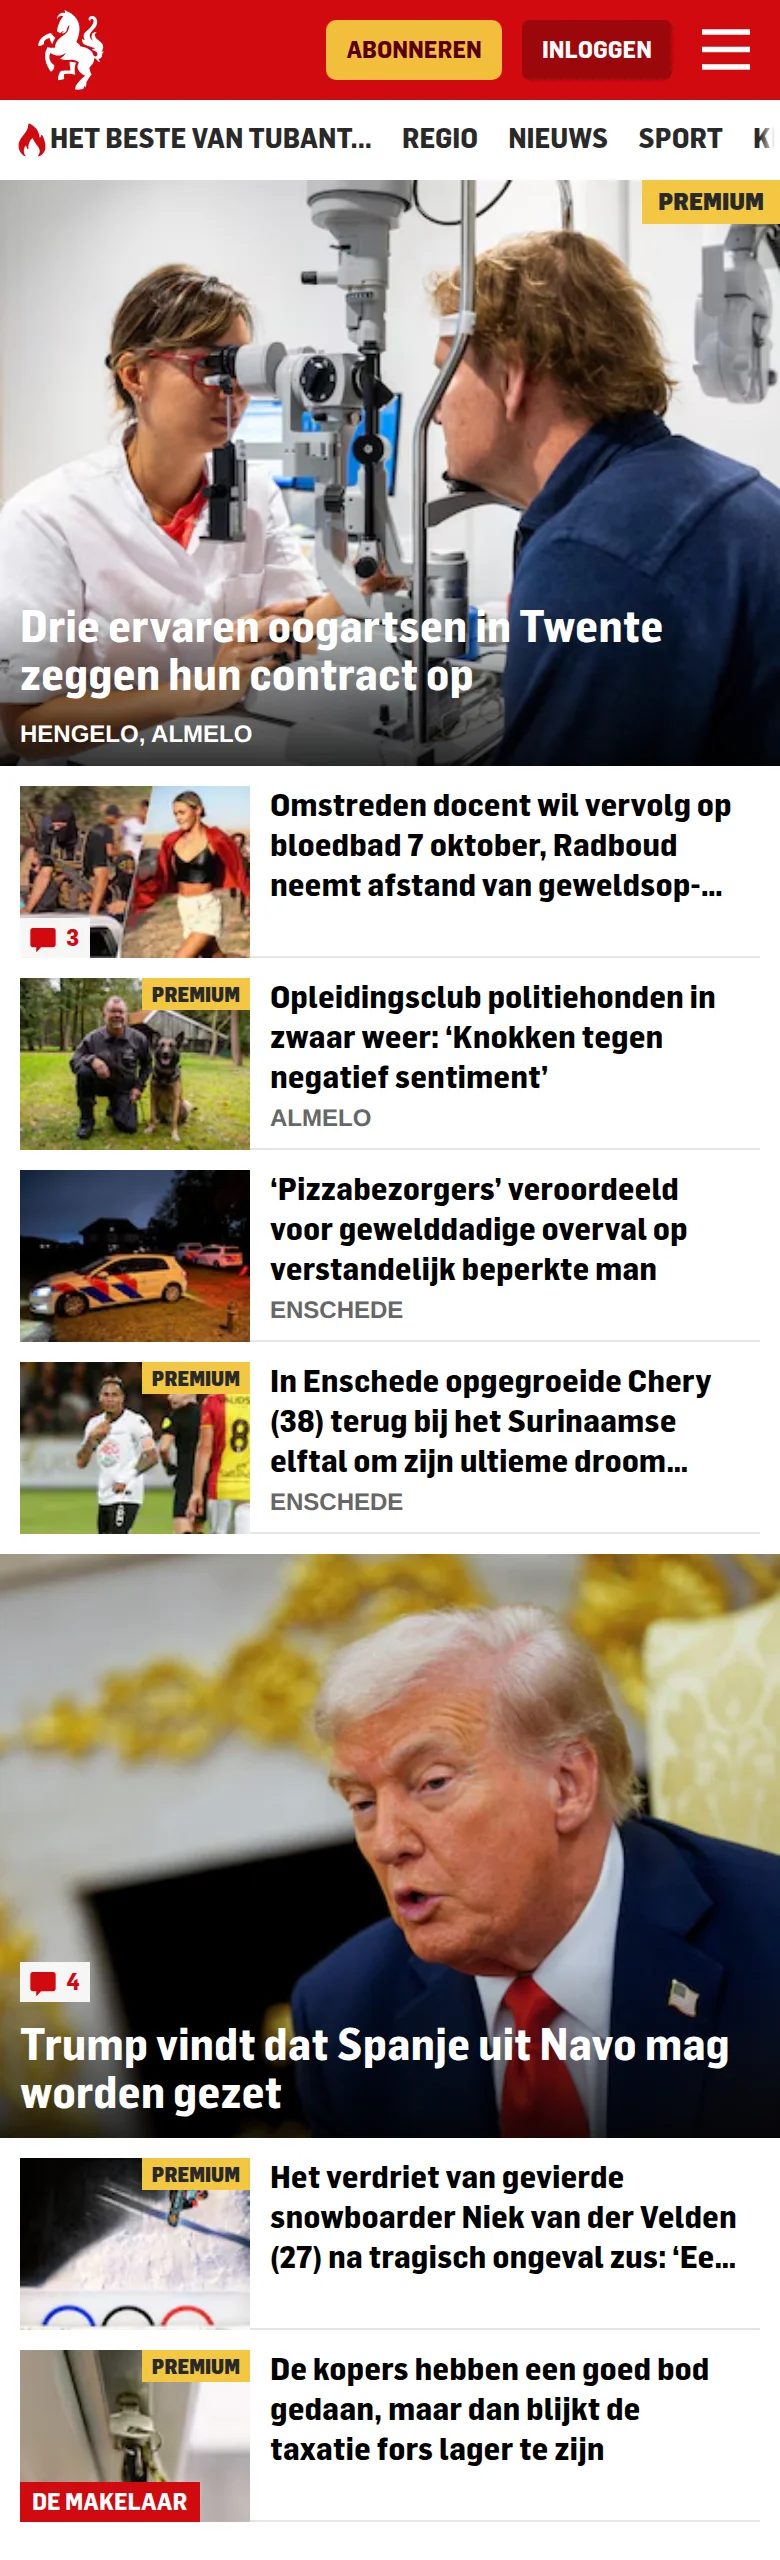 ABONNEREN
INLOGGEN
HET BESTE VAN TUBANT...
REGIO
NIEUWS
SPORT
PREMIUM
Drie ervaren oogartsen in Twente
zeggen hun contract op
HENGELO, ALMELO
Omstreden docent wil vervolg op
bloedbad 7 oktober, Radboud
neemt afstand van geweldsop-...
3
PREMIUM
Opleidingsclub politiehonden in
zwaar weer: ‘Knokken tegen
negatief sentiment’
ALMELO
‘Pizzabezorgers’ veroordeeld
voor gewelddadige overval op
verstandelijk beperkte man
ENSCHEDE
PREMIUM
8
In Enschede opgegroeide Chery
(38) terug bij het Surinaamse
elftal om zijn ultieme droom...
ENSCHEDE
4
Trump vindt dat Spanje uit Navo mag
worden gezet
PREMIUM
Het verdriet van gevierde
snowboarder Niek van der Velden
(27) na tragisch ongeval zus: ‘Ee...
PREMIUM
De kopers hebben een goed bod
gedaan, maar dan blijkt de
taxatie fors lager te zijn
DE MAKELAAR